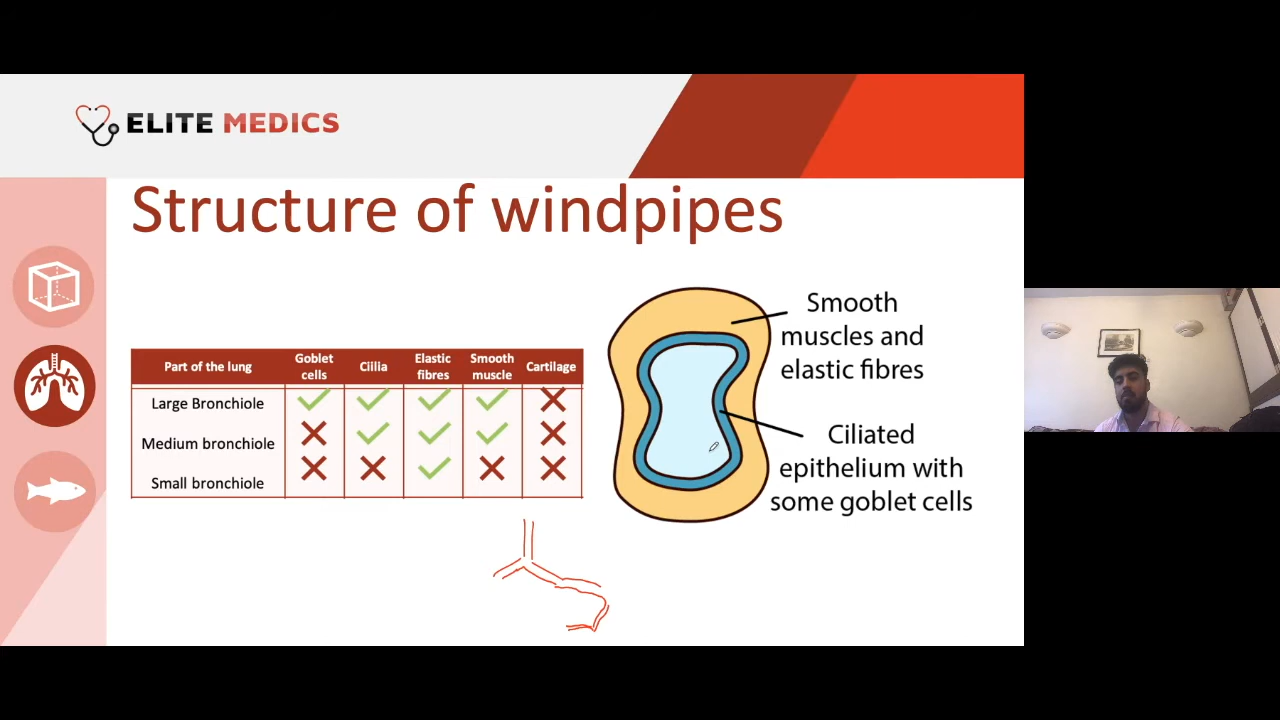 ELITE MEDICS
Structure of windpipes
Part of the lung Goblet cells Ciilia Elastic fibres Smooth muscle Cartilage
Large Bronchiole
Medium bronchiole
Small bronchiole
Smooth
muscles and
elastic fibres
Ciliated
epithelium with
some goblet cells